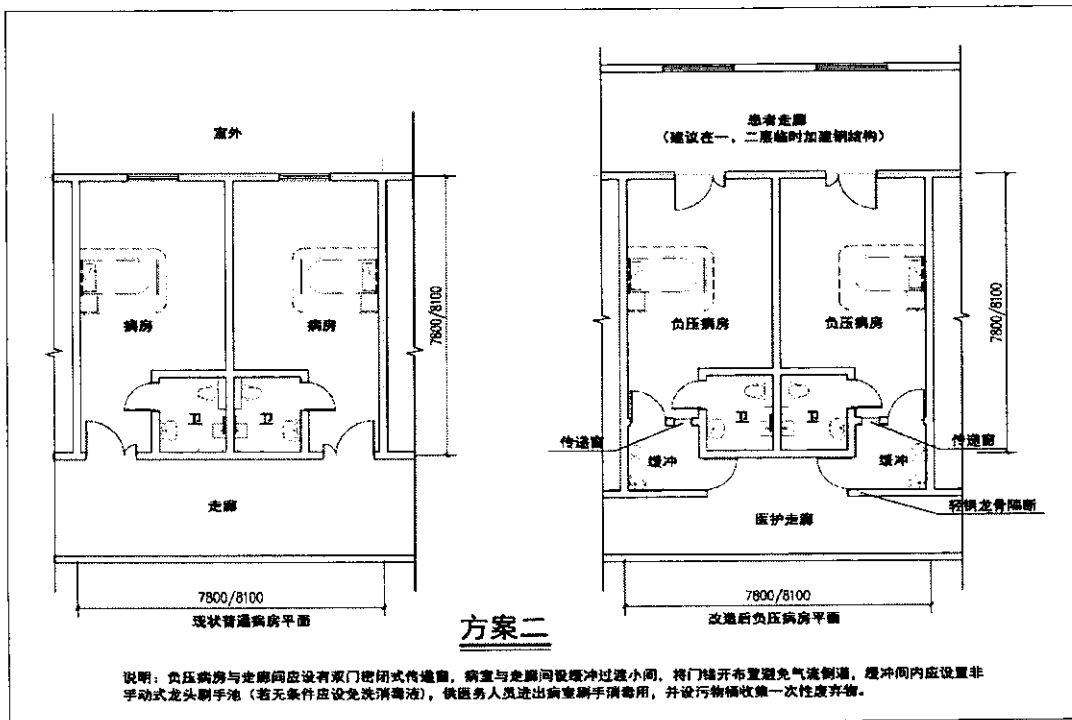 室外
病房
病房
卫
卫
走廊
7800/8100
7800/8100
现状普通病房平面
患者走廊
(建议在一、二层临时加建钢结构)
负压病房
负压病房
卫
卫
传递窗
传递窗
缓冲
缓冲
轻钢龙骨隔断
医护走廊
7800/8100
7800/8100
改造后负压病房平面
方案二
说明：负压病房与走廊间应设有双门密闭式传递窗，病室与走廊间设缓冲过渡小间，将门错开布置避免气流倒灌，缓冲间内应设置非
手动式龙头刷手池（若无条件应设免洗消毒液），供医务人员进出病室刷手消毒用，并设污物桶收集一次性废弃物。